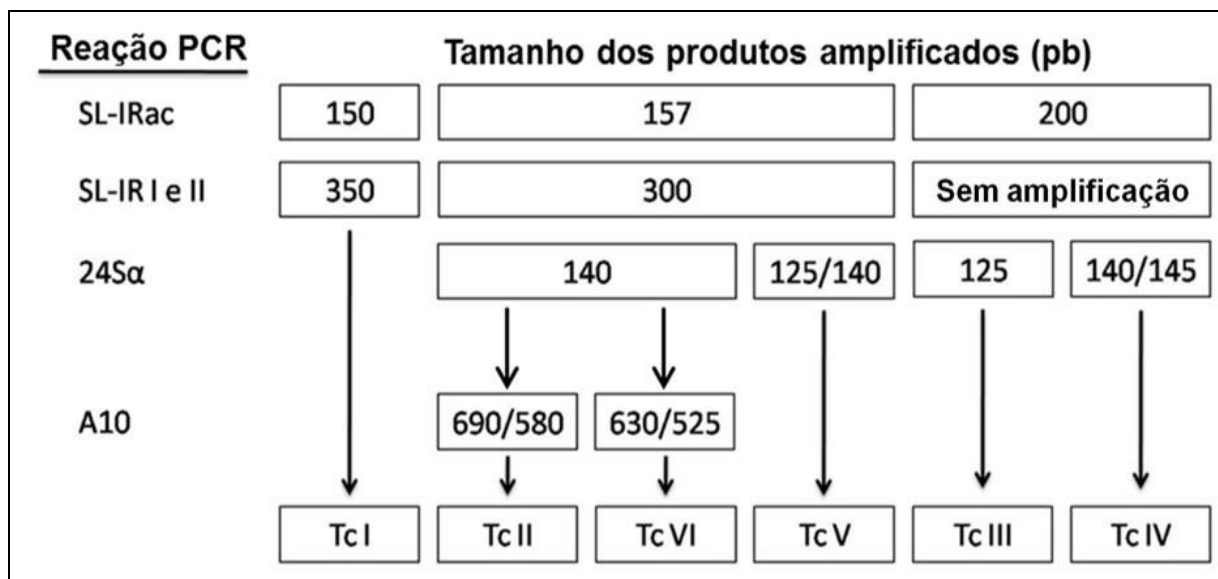 Reação PCR Tamanho dos produtos amplificados (pb)
SL-IRac 150 157 200
SL-IR I e II 350 300 Sem amplificação
24Sα 140 125/140 125 140/145
A10 690/580 630/525
Tc I Tc II Tc VI Tc V Tc III Tc IV